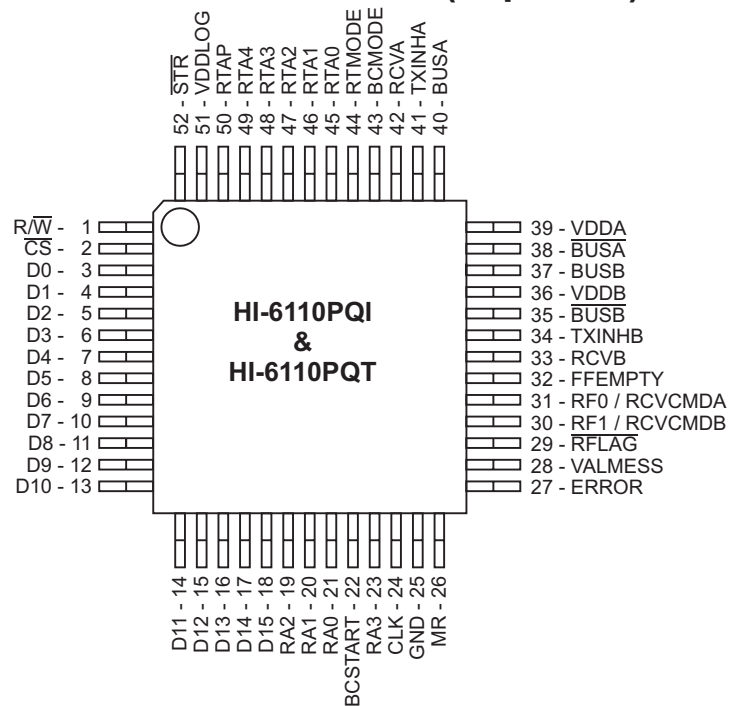 52 - STR
51 - VDDLOG
50 - RTAP
49 - RTA4
48 - RTA3
47 - RTA2
46 - RTA1
45 - RTA0
44 - RTMODE
43 - BCMODE
42 - RCVA
41 - TXINHA
40 - BUSA
R/W - 1
CS - 2
D0 - 3
D1 - 4
D2 - 5
D3 - 6
D4 - 7
D5 - 8
D6 - 9
D7 - 10
D8 - 11
D9 - 12
D10 - 13
HI-6110PQI
&
HI-6110PQT
39 - VDDA
38 - BUSA
37 - BUSB
36 - VDDB
35 - BUSB
34 - TXINHB
33 - RCVB
32 - FFEMPTY
31 - RF0 / RCVCMDA
30 - RF1 / RCVCMDB
29 - RFLAG
28 - VALMESS
27 - ERROR
D11 - 14
D12 - 15
D13 - 16
D14 - 17
D15 - 18
RA2 - 19
RA1 - 20
RA0 - 21
BCSTART - 22
RA3 - 23
CLK - 24
GND - 25
MR - 26